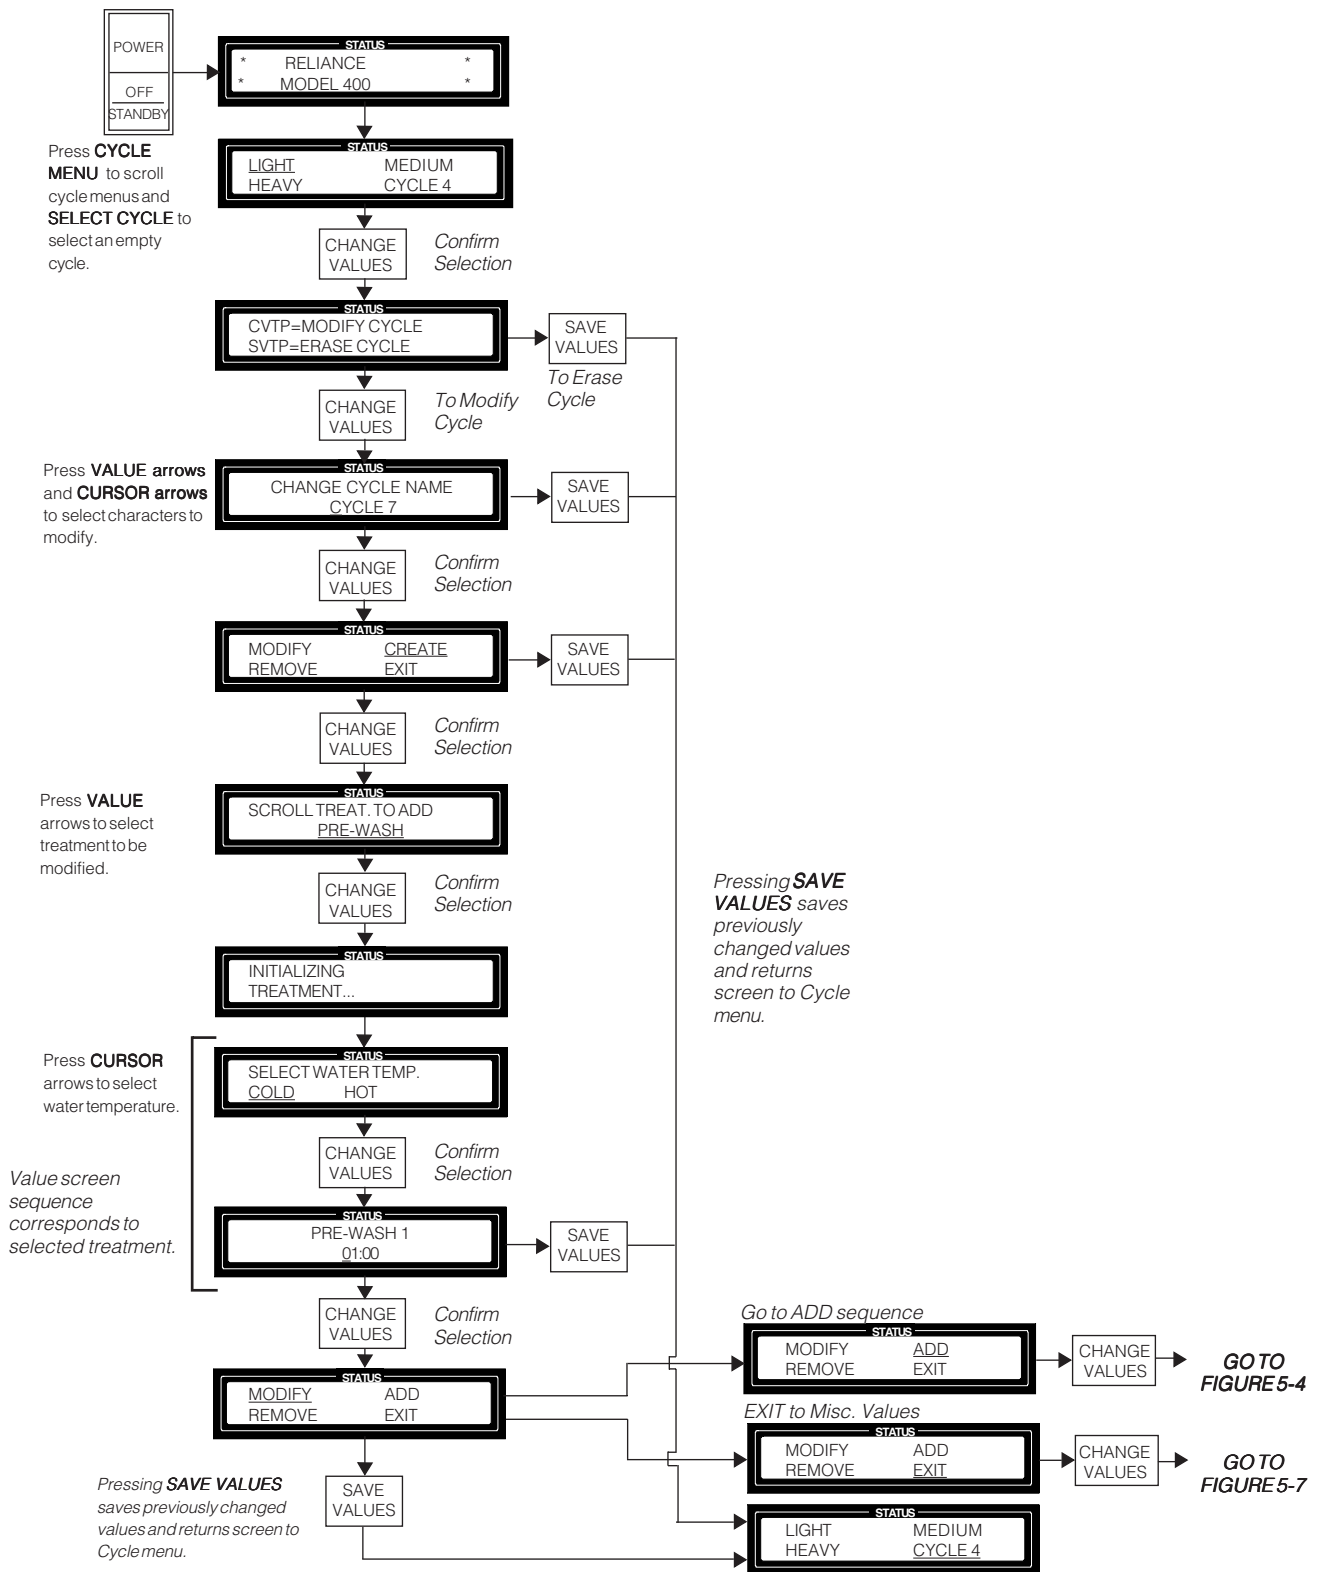 POWER
OFF
STANDBY
STATUS
* RELIANCE *
* MODEL 400 *
Press CYCLE
MENU to scroll
cycle menus and
SELECT CYCLE to
select an empty
cycle.
STATUS
LIGHT MEDIUM
HEAVY CYCLE 4
CHANGE
VALUES
Confirm
Selection
STATUS
CVTP=MODIFY CYCLE
SVTP=ERASE CYCLE
SAVE
VALUES
To Erase
Cycle
CHANGE
VALUES
To Modify
Cycle
Press VALUE arrows
and CURSOR arrows
to select characters to
modify.
STATUS
CHANGE CYCLE NAME
CYCLE 7
SAVE
VALUES
CHANGE
VALUES
Confirm
Selection
STATUS
MODIFY CREATE
REMOVE EXIT
SAVE
VALUES
CHANGE
VALUES
Confirm
Selection
Press VALUE
arrows to select
treatment to be
modified.
STATUS
SCROLL TREAT. TO ADD
PRE-WASH
CHANGE
VALUES
Confirm
Selection
Pressing SAVE
VALUES saves
previously
changed values
and returns
screen to Cycle
menu.
STATUS
INITIALIZING
TREATMENT...
Press CURSOR
arrows to select
water temperature.
STATUS
SELECT WATER TEMP.
COLD HOT
CHANGE
VALUES
Confirm
Selection
Value screen
sequence
corresponds to
selected treatment.
STATUS
PRE-WASH 1
01:00
SAVE
VALUES
CHANGE
VALUES
Confirm
Selection
Go to ADD sequence
STATUS
MODIFY ADD
REMOVE EXIT
CHANGE
VALUES
GO TO
FIGURE 5-4
STATUS
MODIFY ADD
REMOVE EXIT
EXIT to Misc. Values
STATUS
MODIFY ADD
REMOVE EXIT
CHANGE
VALUES
GO TO
FIGURE 5-7
Pressing SAVE VALUES
saves previously changed
values and returns screen to
Cycle menu.
SAVE
VALUES
STATUS
LIGHT MEDIUM
HEAVY CYCLE 4